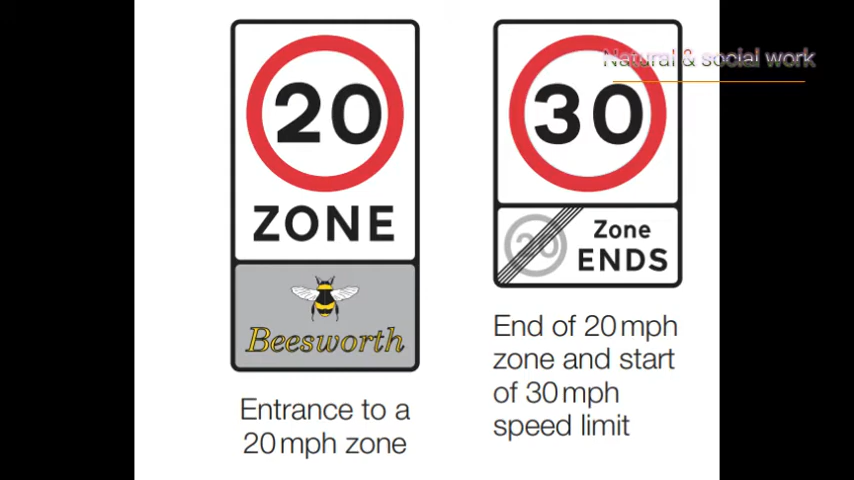 20
ZONE
Beesworth
Entrance to a
20 mph zone
30
20
Zone
ENDS
End of 20 mph
zone and start
of 30 mph
speed limit
Natural & social work